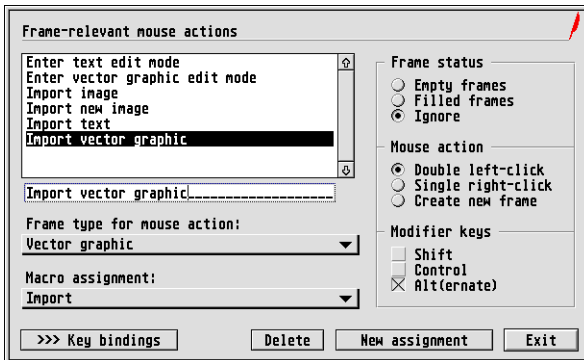 Frame-relevant mouse actions
Enter text edit mode
Enter vector graphic edit mode
Import image
Import new image
Import text
Import vector graphic
Import vector graphic
Frame type for mouse action:
Vector graphic
Macro assignment:
Import
Frame status
Empty frames
Filled frames
Ignore
Mouse action
Double left-click
Single right-click
Create new frame
Modifier keys
Shift
Control
Alt(ernate)
>>> Key bindings
Delete
New assignment
Exit